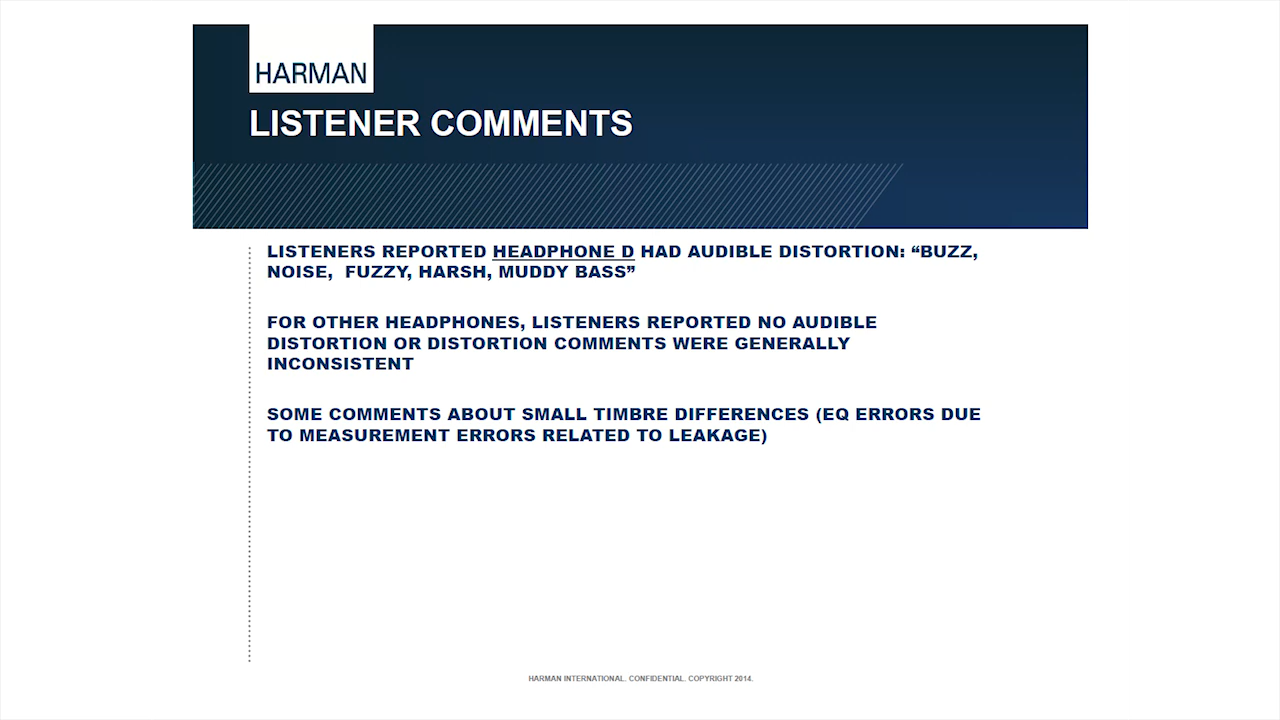 HARMAN
LISTENER COMMENTS
LISTENERS REPORTED HEADPHONE D HAD AUDIBLE DISTORTION: “BUZZ,
NOISE,  FUZZY, HARSH, MUDDY BASS”
FOR OTHER HEADPHONES, LISTENERS REPORTED NO AUDIBLE
DISTORTION OR DISTORTION COMMENTS WERE GENERALLY
INCONSISTENT
SOME COMMENTS ABOUT SMALL TIMBRE DIFFERENCES (EQ ERRORS DUE
TO MEASUREMENT ERRORS RELATED TO LEAKAGE)
HARMAN INTERNATIONAL. CONFIDENTIAL. COPYRIGHT 2014.